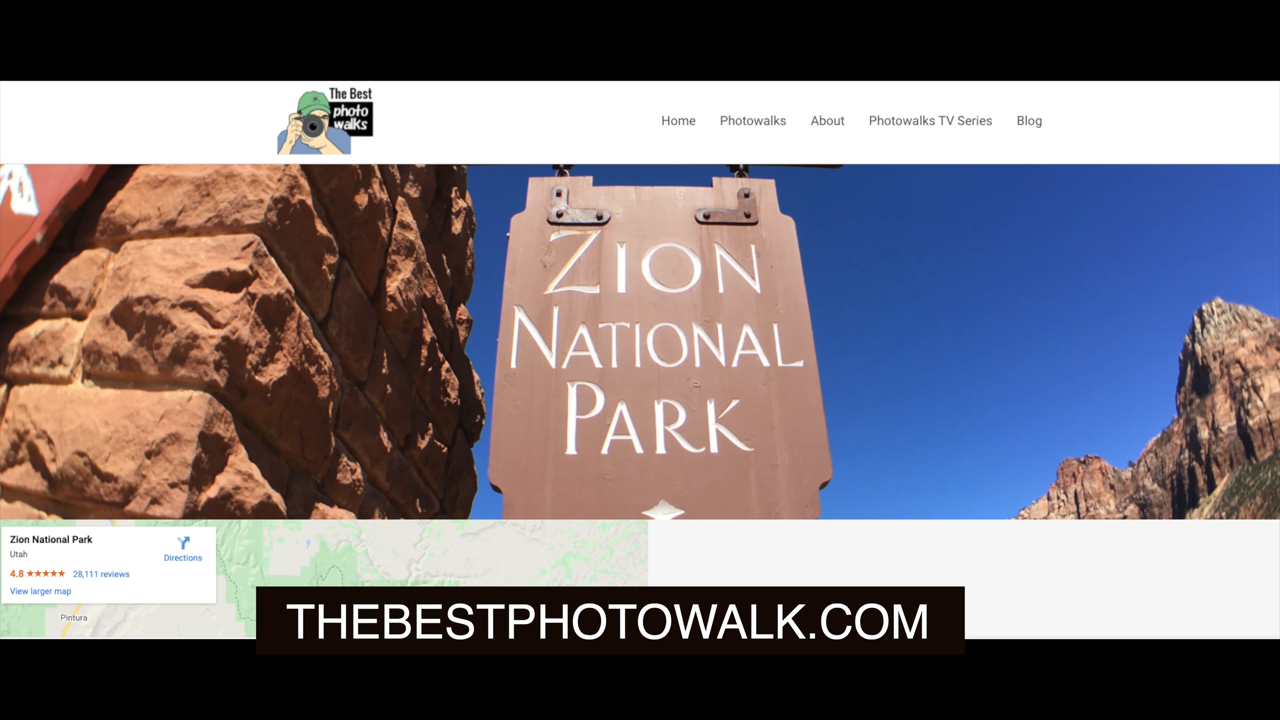 The Best
photo
walks
Home Photowalks About Photowalks TV Series Blog
ZION
NATIONAL
PARK
Zion National Park
Utah
Directions
4.8 ★★★★★ 28,111 reviews
View larger map
Pintura
THEBESTPHOTOWALK.COM